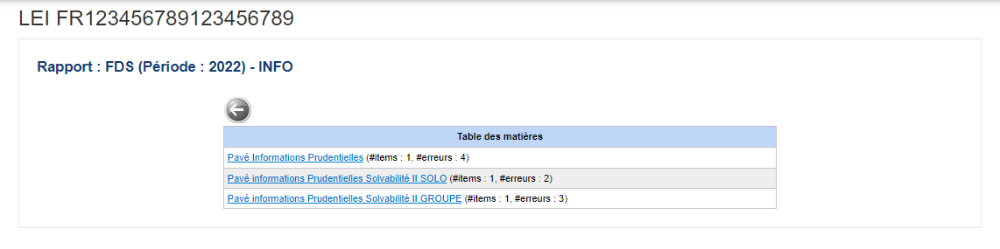 LEI FR123456789123456789
Rapport : FDS (Période : 2022) - INFO
Table des matières
Pavé Informations Prudentielles (#items : 1, #erreurs : 4)
Pavé informations Prudentielles Solvabilité II SOLO (#items : 1, #erreurs : 2)
Pavé informations Prudentielles Solvabilité II GROUPE (#items : 1, #erreurs : 3)